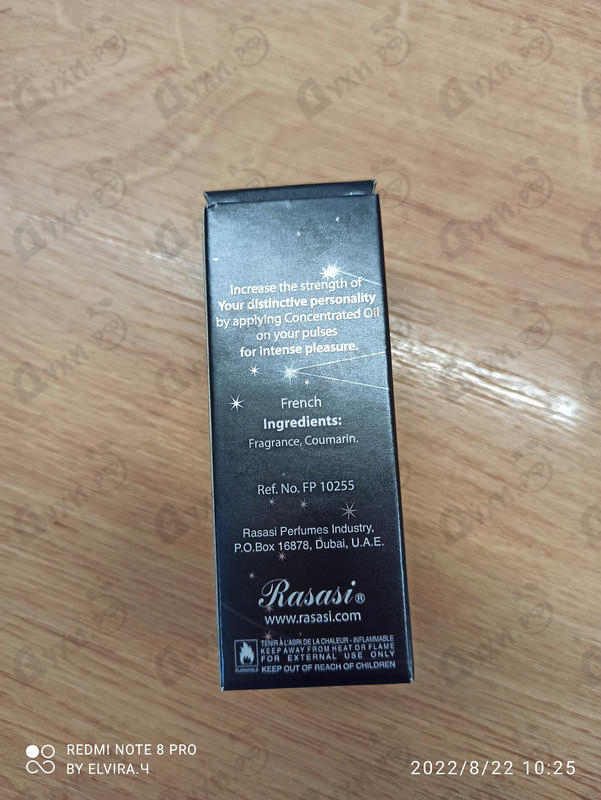 Increase the strength of
Your distinctive personality
by applying Concentrated Oil
on your pulses
for intense pleasure.
French
Ingredients:
Fragrance, Coumarin.
Ref. No. FP 10255
Rasasi Perfumes Industry,
P.O.Box 16878, Dubai, U.A.E.
Rasasi®
www.rasasi.com
TENIR À L'ABRI DE LA CHALEUR - INFLAMMABLE
KEEP AWAY FROM HEAT OR FLAME
FOR EXTERNAL USE ONLY
KEEP OUT OF REACH OF CHILDREN
FLAMMABLE
REDMI NOTE 8 PRO
BY ELVIRA.Ч
2022/8/22 10:25
Духи.рф